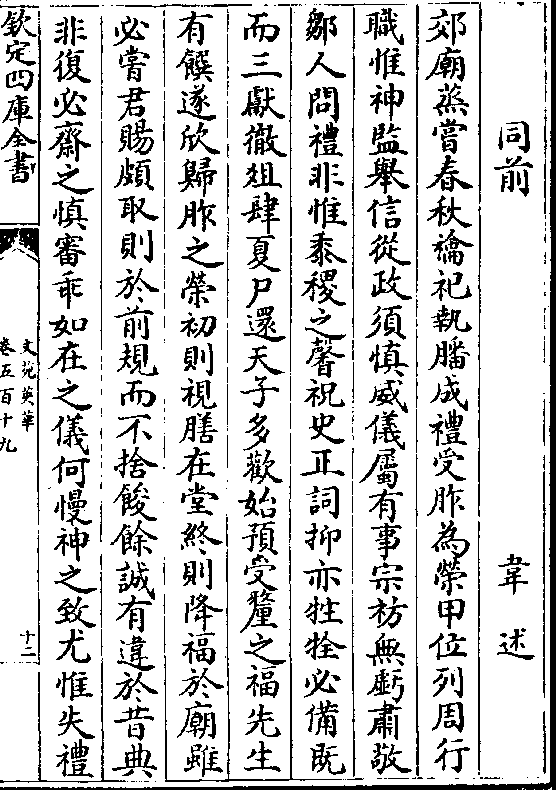 同前　韋述
郊廟蒸嘗春秋禴祀執膰成禮受胙為榮甲位列周行
職惟神監舉信從政須慎威儀屬有事宗祊無虧肅敬
鄒人問禮非惟黍稷之馨祝史正詞抑亦牲牷必備既
而三獻徹俎肆夏尸還天子多歡始預受釐之福先生
有饌遂欣歸胙之榮初則視膳在堂終則降福於廟雖
必嘗君賜頗取則於前規而不捨餕餘誠有違於昔典
非復必齋之慎審乖如在之儀何慢神之致尤惟失禮
欽定四庫全書
文苑英華
卷五百十九
十二